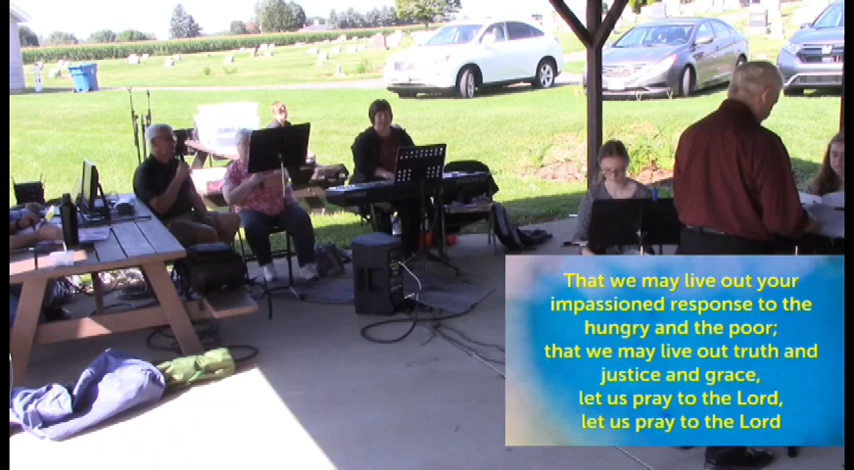 That we may live out your
impassioned response to the
hungry and the poor;
that we may live out truth and
justice and grace,
let us pray to the Lord,
let us pray to the Lord